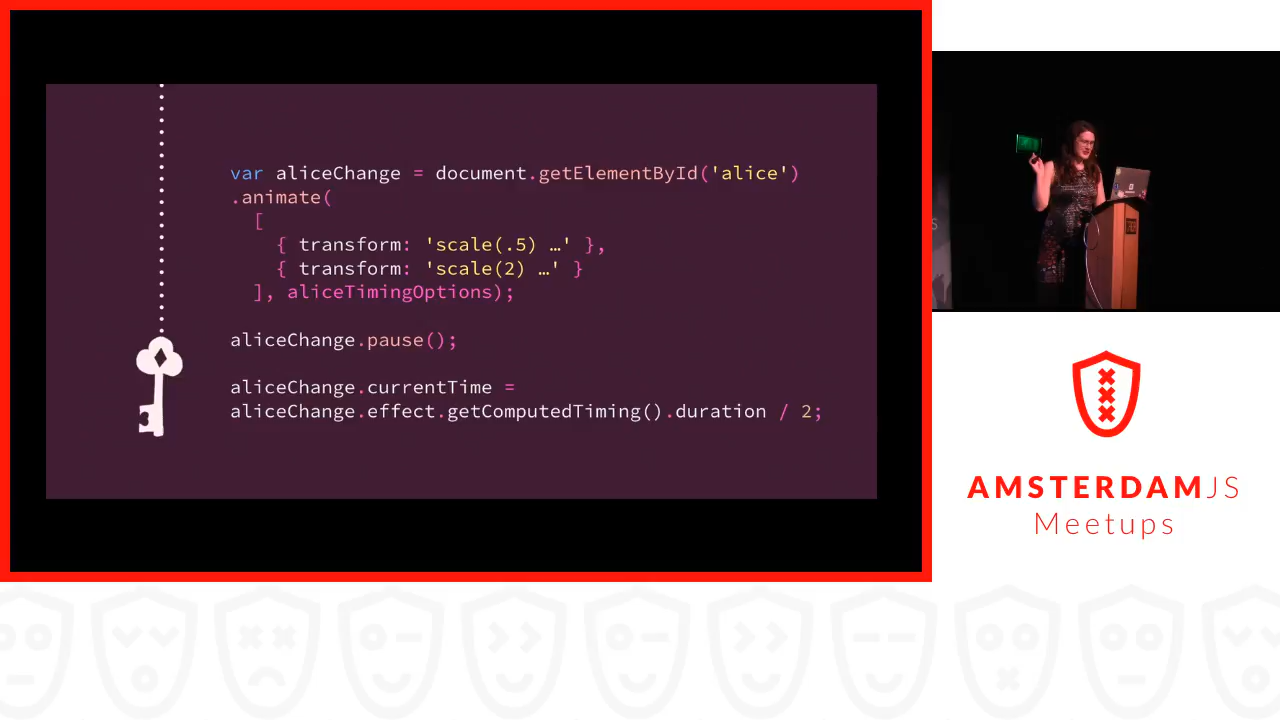 var aliceChange = document.getElementById('alice')
.animate(
[
{ transform: 'scale(.5) …' },
{ transform: 'scale(2) …' }
], aliceTimingOptions);
aliceChange.pause();
aliceChange.currentTime =
aliceChange.effect.getComputedTiming().duration / 2;
AMSTERDAMJS
Meetups